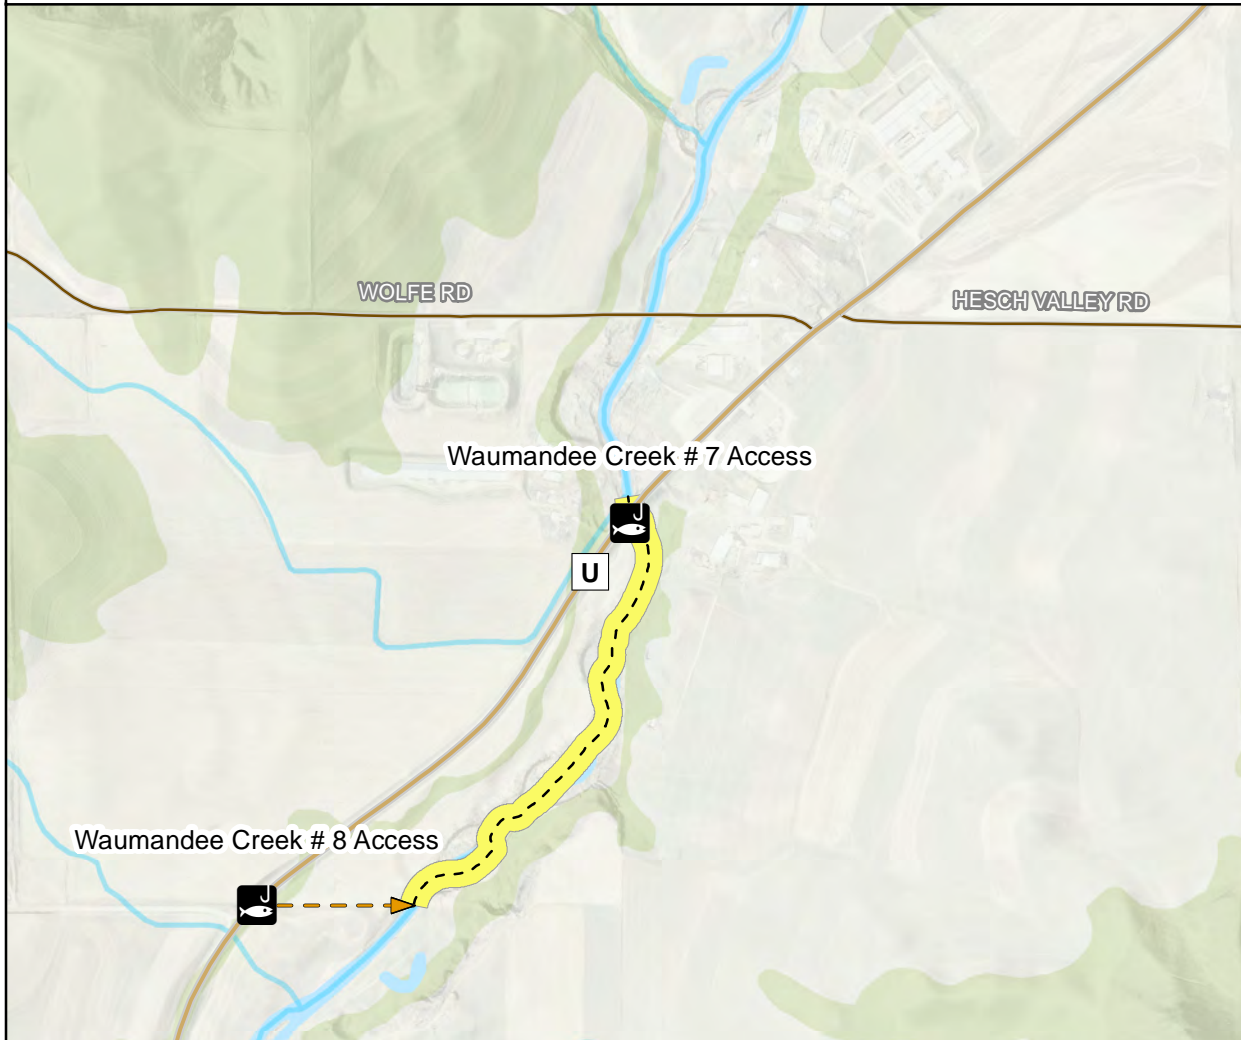 WOLFE RD
HESCH VALLEY RD
Waumandee Creek # 7 Access
U
Waumandee Creek # 8 Access